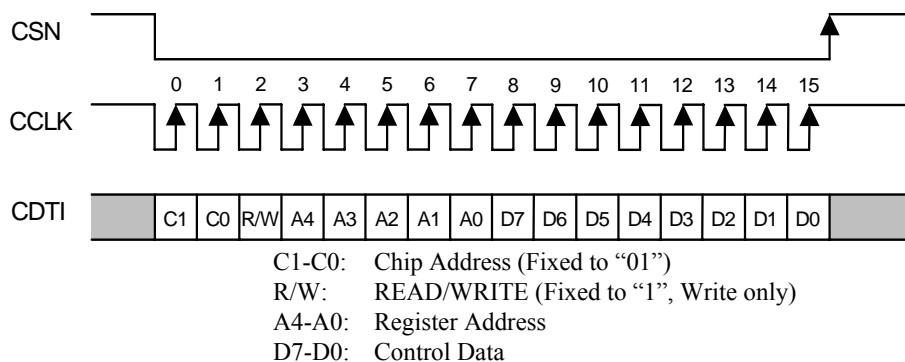 CSN
0 1 2 3 4 5 6 7 8 9 10 11 12 13 14 15
CCLK
CDTI C1 C0 R/W A4 A3 A2 A1 A0 D7 D6 D5 D4 D3 D2 D1 D0
C1-C0: Chip Address (Fixed to “01”)
R/W: READ/WRITE (Fixed to “1”, Write only)
A4-A0: Register Address
D7-D0: Control Data